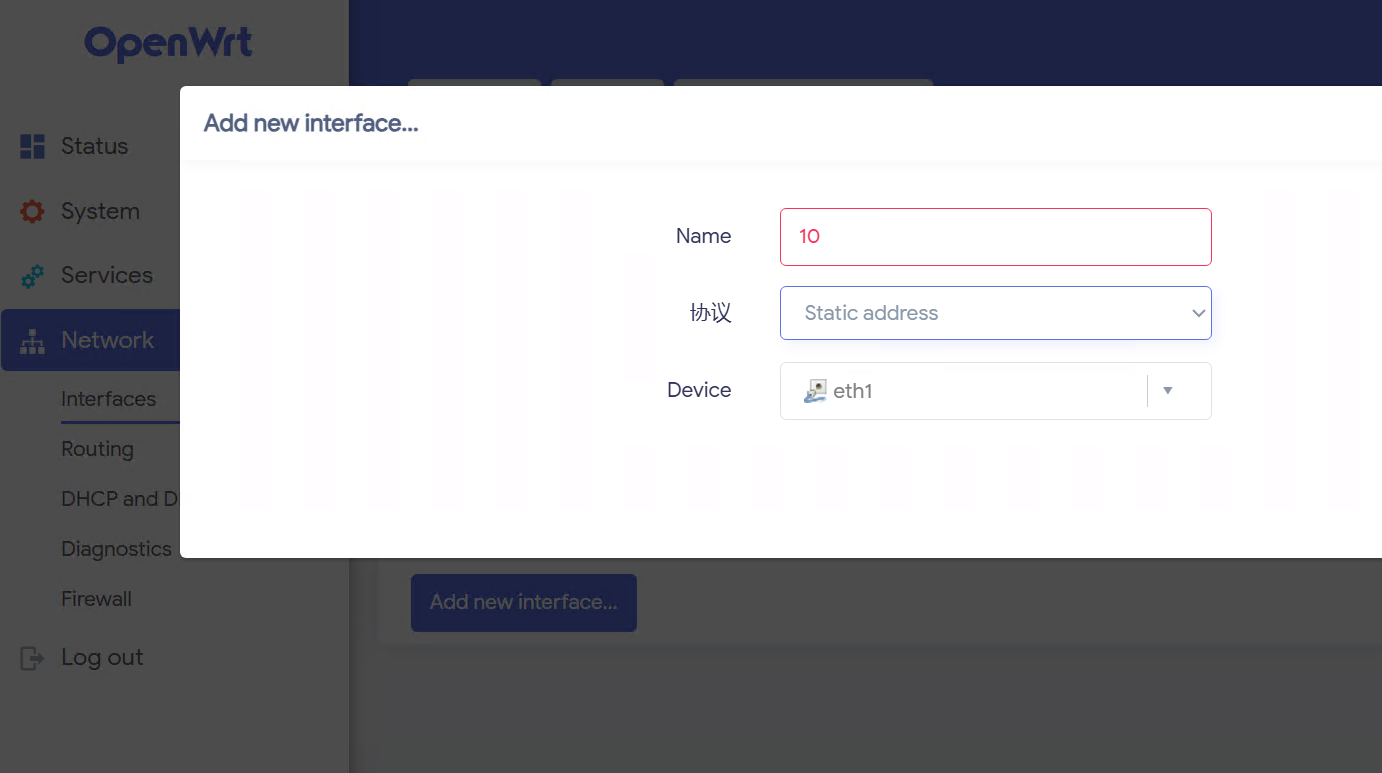 OpenWrt
Add new interface...
Status
System
Services
Network
Interfaces
Routing
DHCP and D
Diagnostics
Firewall
Log out
Name
10
协议
Static address
Device
eth1
Add new interface...